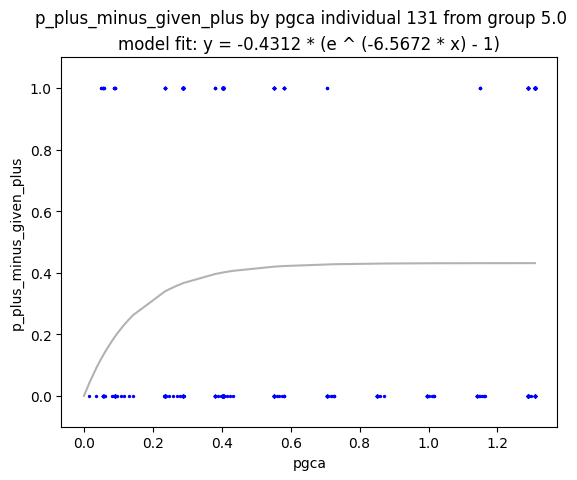 p_plus_minus_given_plus by pgca individual 131 from group 5.0
model fit: y = -0.4312 * (e ^ (-6.5672 * x) - 1)
1.0
0.8
0.6
0.4
0.2
0.0
p_plus_minus_given_plus
0.0 0.2 0.4 0.6 0.8 1.0 1.2
pgca